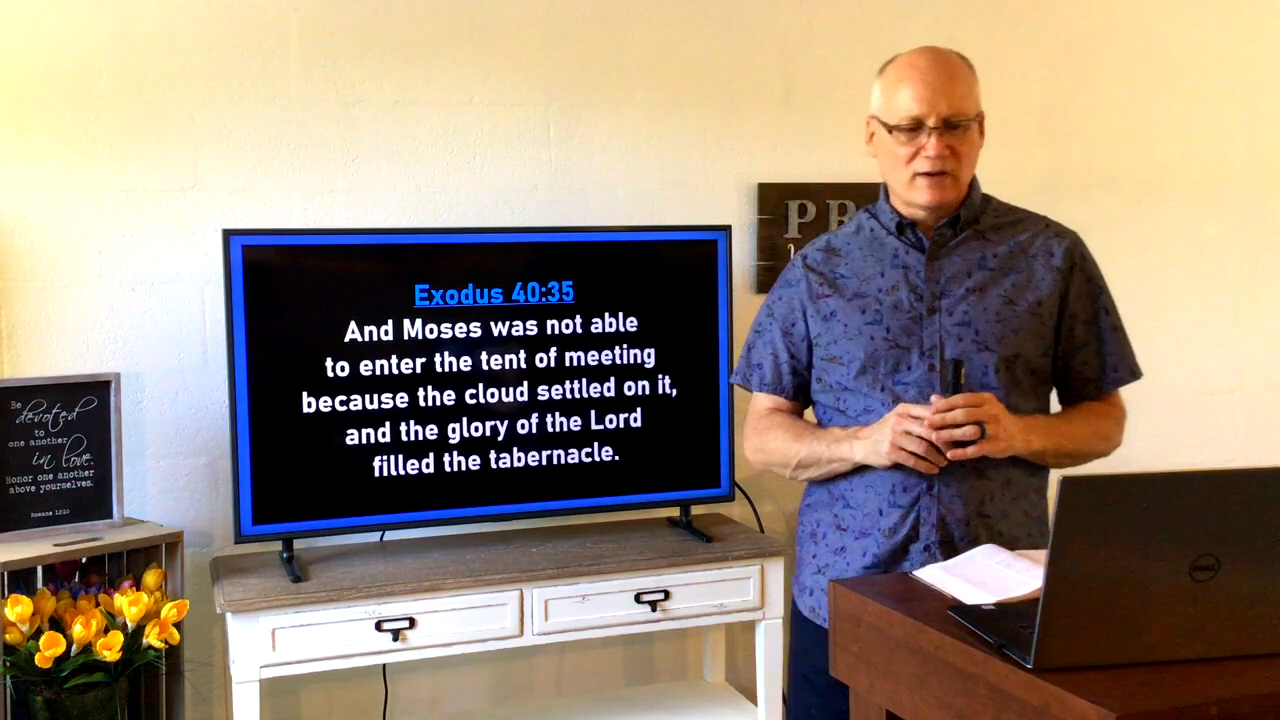 Exodus 40:35
And Moses was not able
to enter the tent of meeting
because the cloud settled on it,
and the glory of the Lord
filled the tabernacle.
Be
devoted
to
one another
in love.
Honor one another
above yourselves.
Romans 12:10
PR
DELL